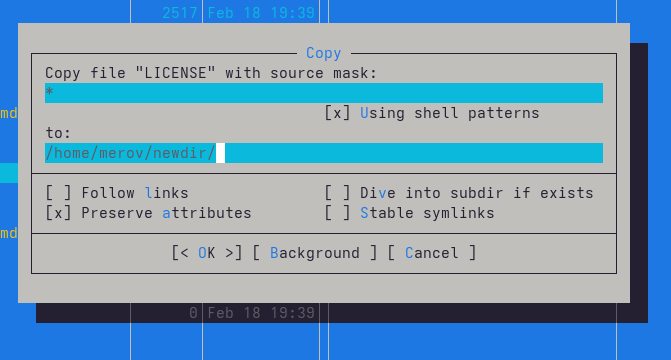 2517 Feb 18 19:39
Copy
Copy file "LICENSE" with source mask:
*
md
[x] Using shell patterns
to:
/home/merov/newdir/
[ ] Follow links
[ ] Dive into subdir if exists
[x] Preserve attributes
[ ] Stable symlinks
md
[< OK >] [ Background ] [ Cancel ]
0 Feb 18 19:39